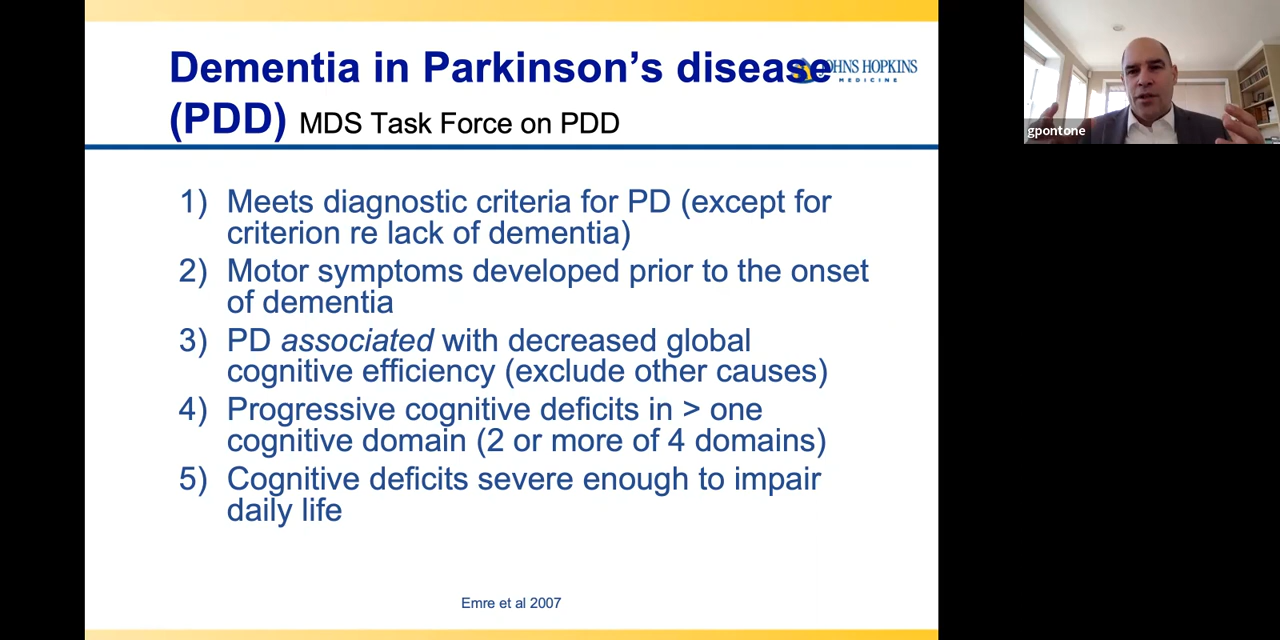 Dementia in Parkinson's disease
JOHNS HOPKINS
MEDICINE
(PDD) MDS Task Force on PDD
gpontone
1) Meets diagnostic criteria for PD (except for
criterion re lack of dementia)
2) Motor symptoms developed prior to the onset
of dementia
3) PD associated with decreased global
cognitive efficiency (exclude other causes)
4) Progressive cognitive deficits in > one
cognitive domain (2 or more of 4 domains)
5) Cognitive deficits severe enough to impair
daily life
Emre et al 2007